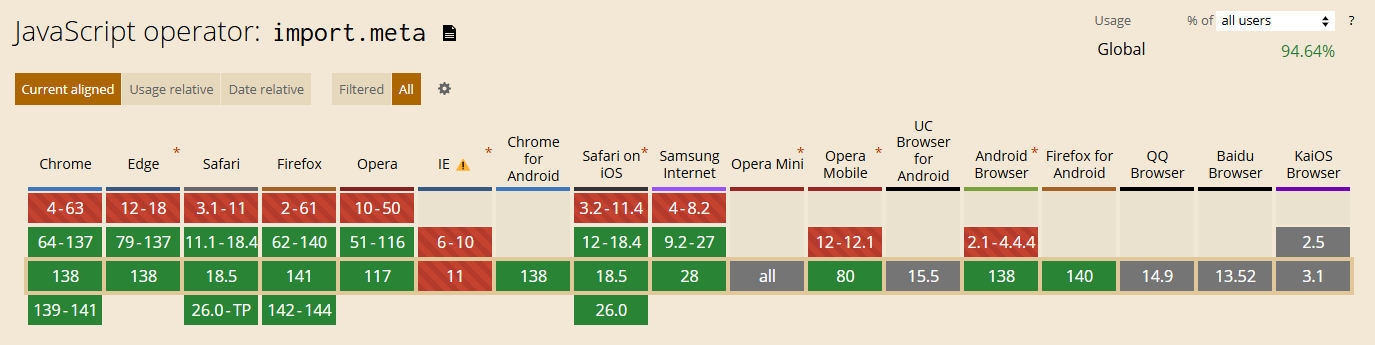 JavaScript operator: import.meta
Usage % of all users ?
Global 94.64%
Current aligned Usage relative Date relative Filtered All
Chrome Edge * Safari Firefox Opera IE * Chrome for Android Safari on iOS * Samsung Internet Opera Mini * Opera Mobile * UC Browser for Android Android Browser * Firefox for Android QQ Browser Baidu Browser KaiOS Browser
4-63 12-18 3.1-11 2-61 10-50 3.2-11.4 4-8.2
64-137 79-137 11.1-18.4 62-140 51-116 6-10 12-18.4 9.2-27 12-12.1 2.1-4.4.4 2.5
138 138 18.5 141 117 11 138 18.5 28 all 80 15.5 138 140 14.9 13.52 3.1
139-141 26.0-TP 142-144 26.0